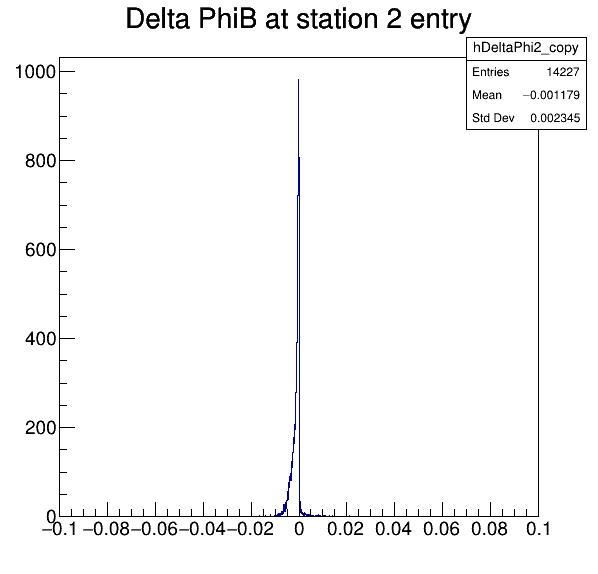 Delta PhiB at station 2 entry
hDeltaPhi2_copy
Entries 14227
Mean −0.001179
Std Dev 0.002345
1000
800
600
400
200
0
−0.1 −0.08 −0.06 −0.04 −0.02 0 0.02 0.04 0.06 0.08 0.1